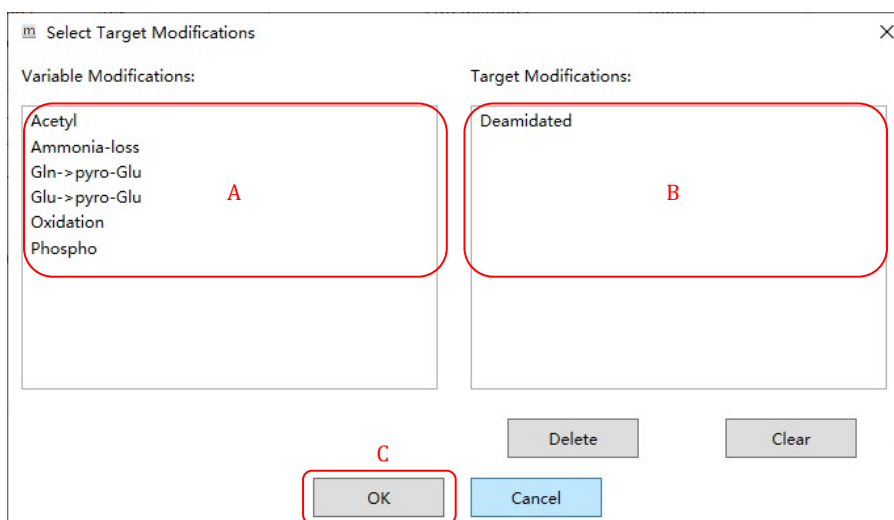 m Select Target Modifications
Variable Modifications:
Target Modifications:
Acetyl
Ammonia-loss
Gln->pyro-Glu
Glu->pyro-Glu
Oxidation
Phospho
A
Deamidated
B
Delete
Clear
C
OK
Cancel